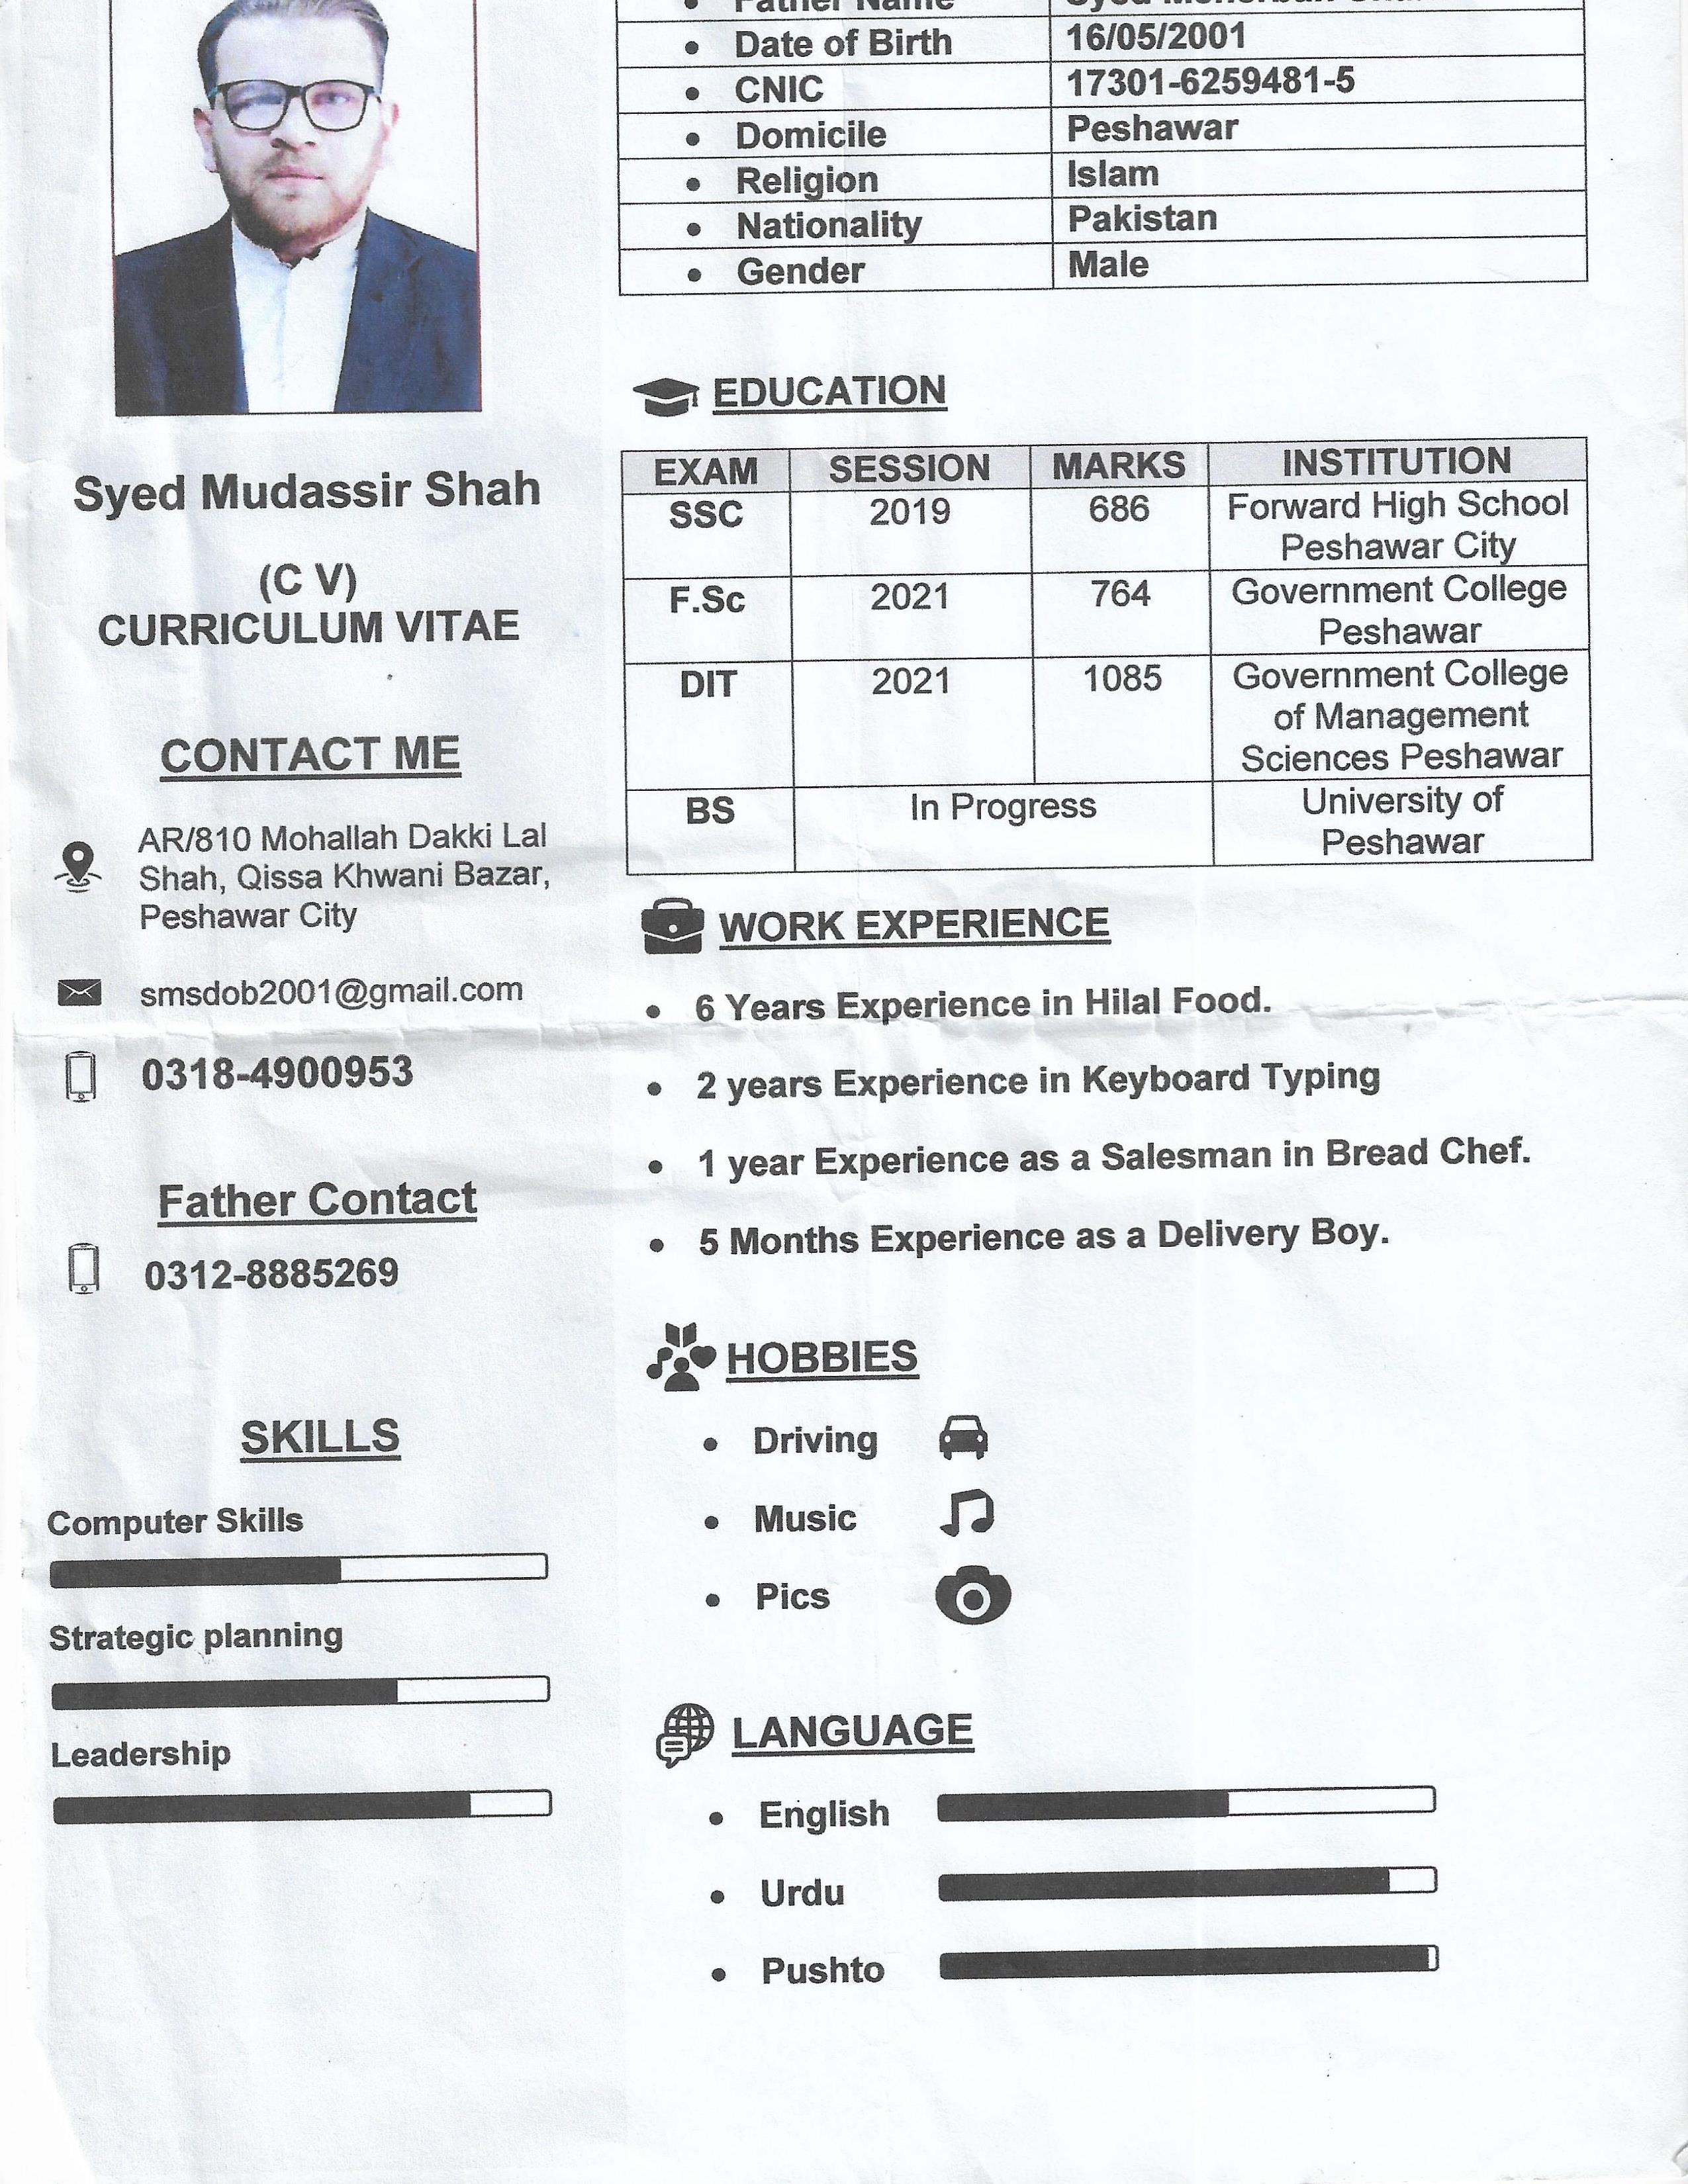 Father Name
Date of Birth 16/05/2001
CNIC 17301-6259481-5
Domicile Peshawar
Religion Islam
Nationality Pakistan
Gender Male
Syed Mudassir Shah
(C V)
CURRICULUM VITAE
CONTACT ME
AR/810 Mohallah Dakki Lal
Shah, Qissa Khwani Bazar,
Peshawar City
smsdob2001@gmail.com
0318-4900953
Father Contact
0312-8885269
SKILLS
Computer Skills
Strategic planning
Leadership
EDUCATION
EXAM SESSION MARKS INSTITUTION
SSC 2019 686 Forward High School
Peshawar City
F.Sc 2021 764 Government College
Peshawar
DIT 2021 1085 Government College
of Management
Sciences Peshawar
BS In Progress University of
Peshawar
WORK EXPERIENCE
6 Years Experience in Hilal Food.
2 years Experience in Keyboard Typing
1 year Experience as a Salesman in Bread Chef.
5 Months Experience as a Delivery Boy.
HOBBIES
Driving
Music
Pics
LANGUAGE
English
Urdu
Pushto